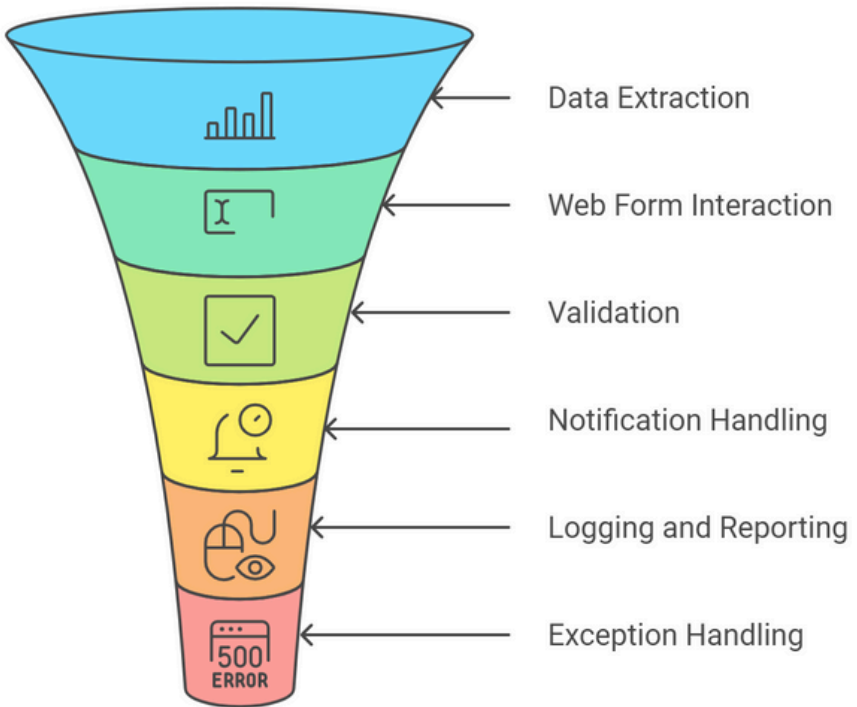 Data Extraction
Web Form Interaction
Validation
Notification Handling
Logging and Reporting
Exception Handling
500
ERROR